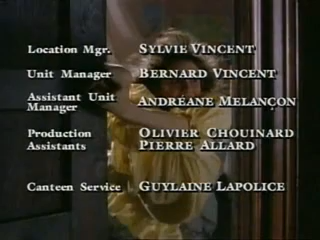 Location Mgr. SYLVIE VINCENT
Unit Manager BERNARD VINCENT
Assistant Unit Manager ANDRÉANE MELANÇON
Production Assistants OLIVIER CHOUINARD
PIERRE ALLARD
Canteen Service GUYLAINE LAPOLICE